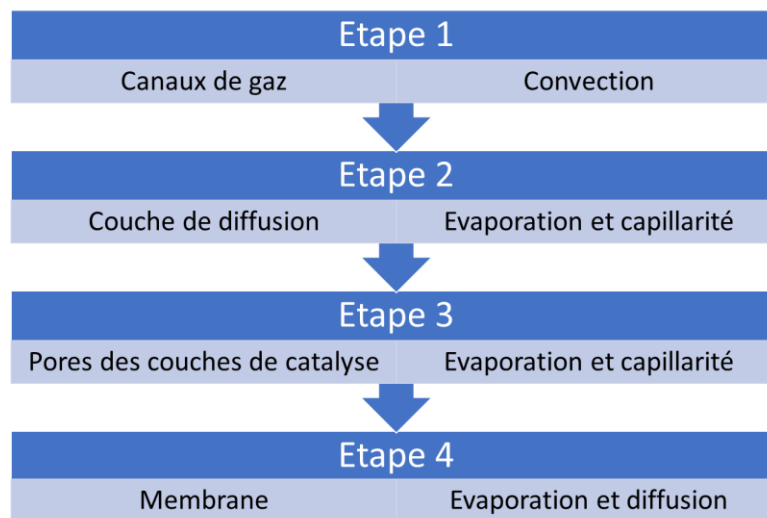 Etape 1
Canaux de gaz Convection
Etape 2
Couche de diffusion Evaporation et capillarité
Etape 3
Pores des couches de catalyse Evaporation et capillarité
Etape 4
Membrane Evaporation et diffusion